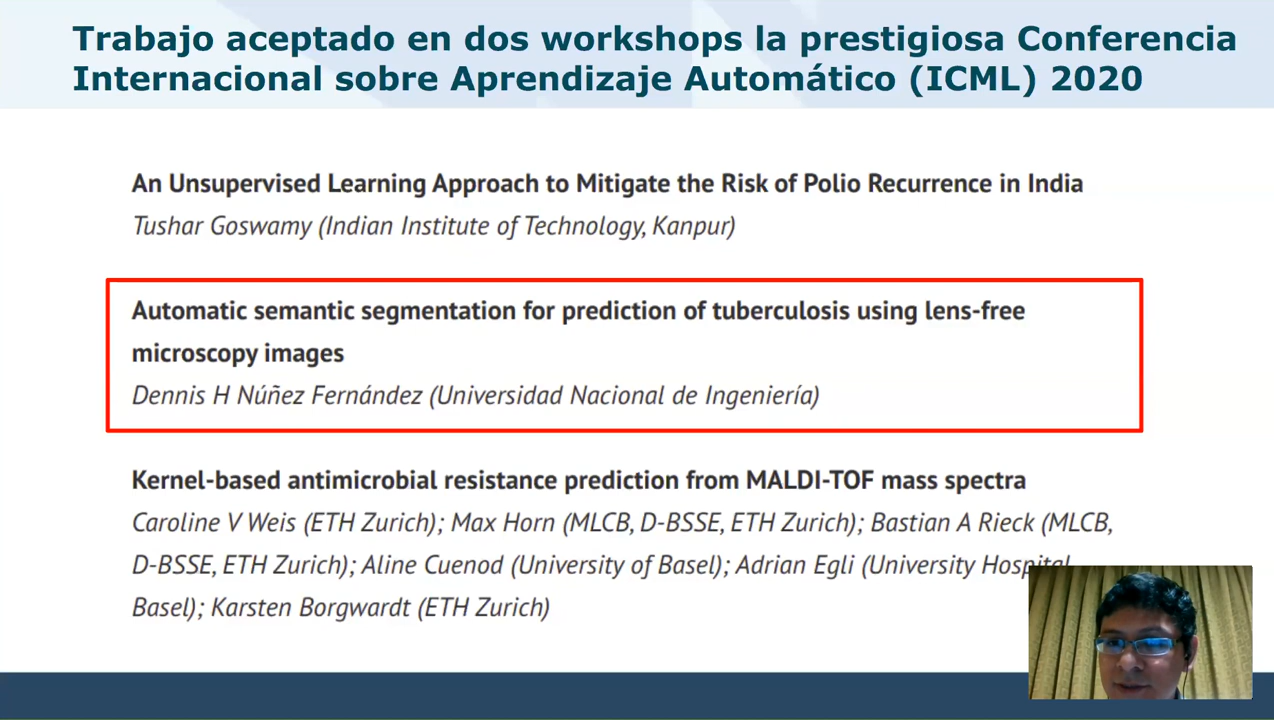 Trabajo aceptado en dos workshops la prestigiosa Conferencia
Internacional sobre Aprendizaje Automático (ICML) 2020
An Unsupervised Learning Approach to Mitigate the Risk of Polio Recurrence in India
Tushar Goswamy (Indian Institute of Technology, Kanpur)
Automatic semantic segmentation for prediction of tuberculosis using lens-free
microscopy images
Dennis H Núñez Fernández (Universidad Nacional de Ingeniería)
Kernel-based antimicrobial resistance prediction from MALDI-TOF mass spectra
Caroline V Weis (ETH Zurich); Max Horn (MLCB, D-BSSE, ETH Zurich); Bastian A Rieck (MLCB,
D-BSSE, ETH Zurich); Aline Cuenod (University of Basel); Adrian Egli (University Hospital
Basel); Karsten Borgwardt (ETH Zurich)